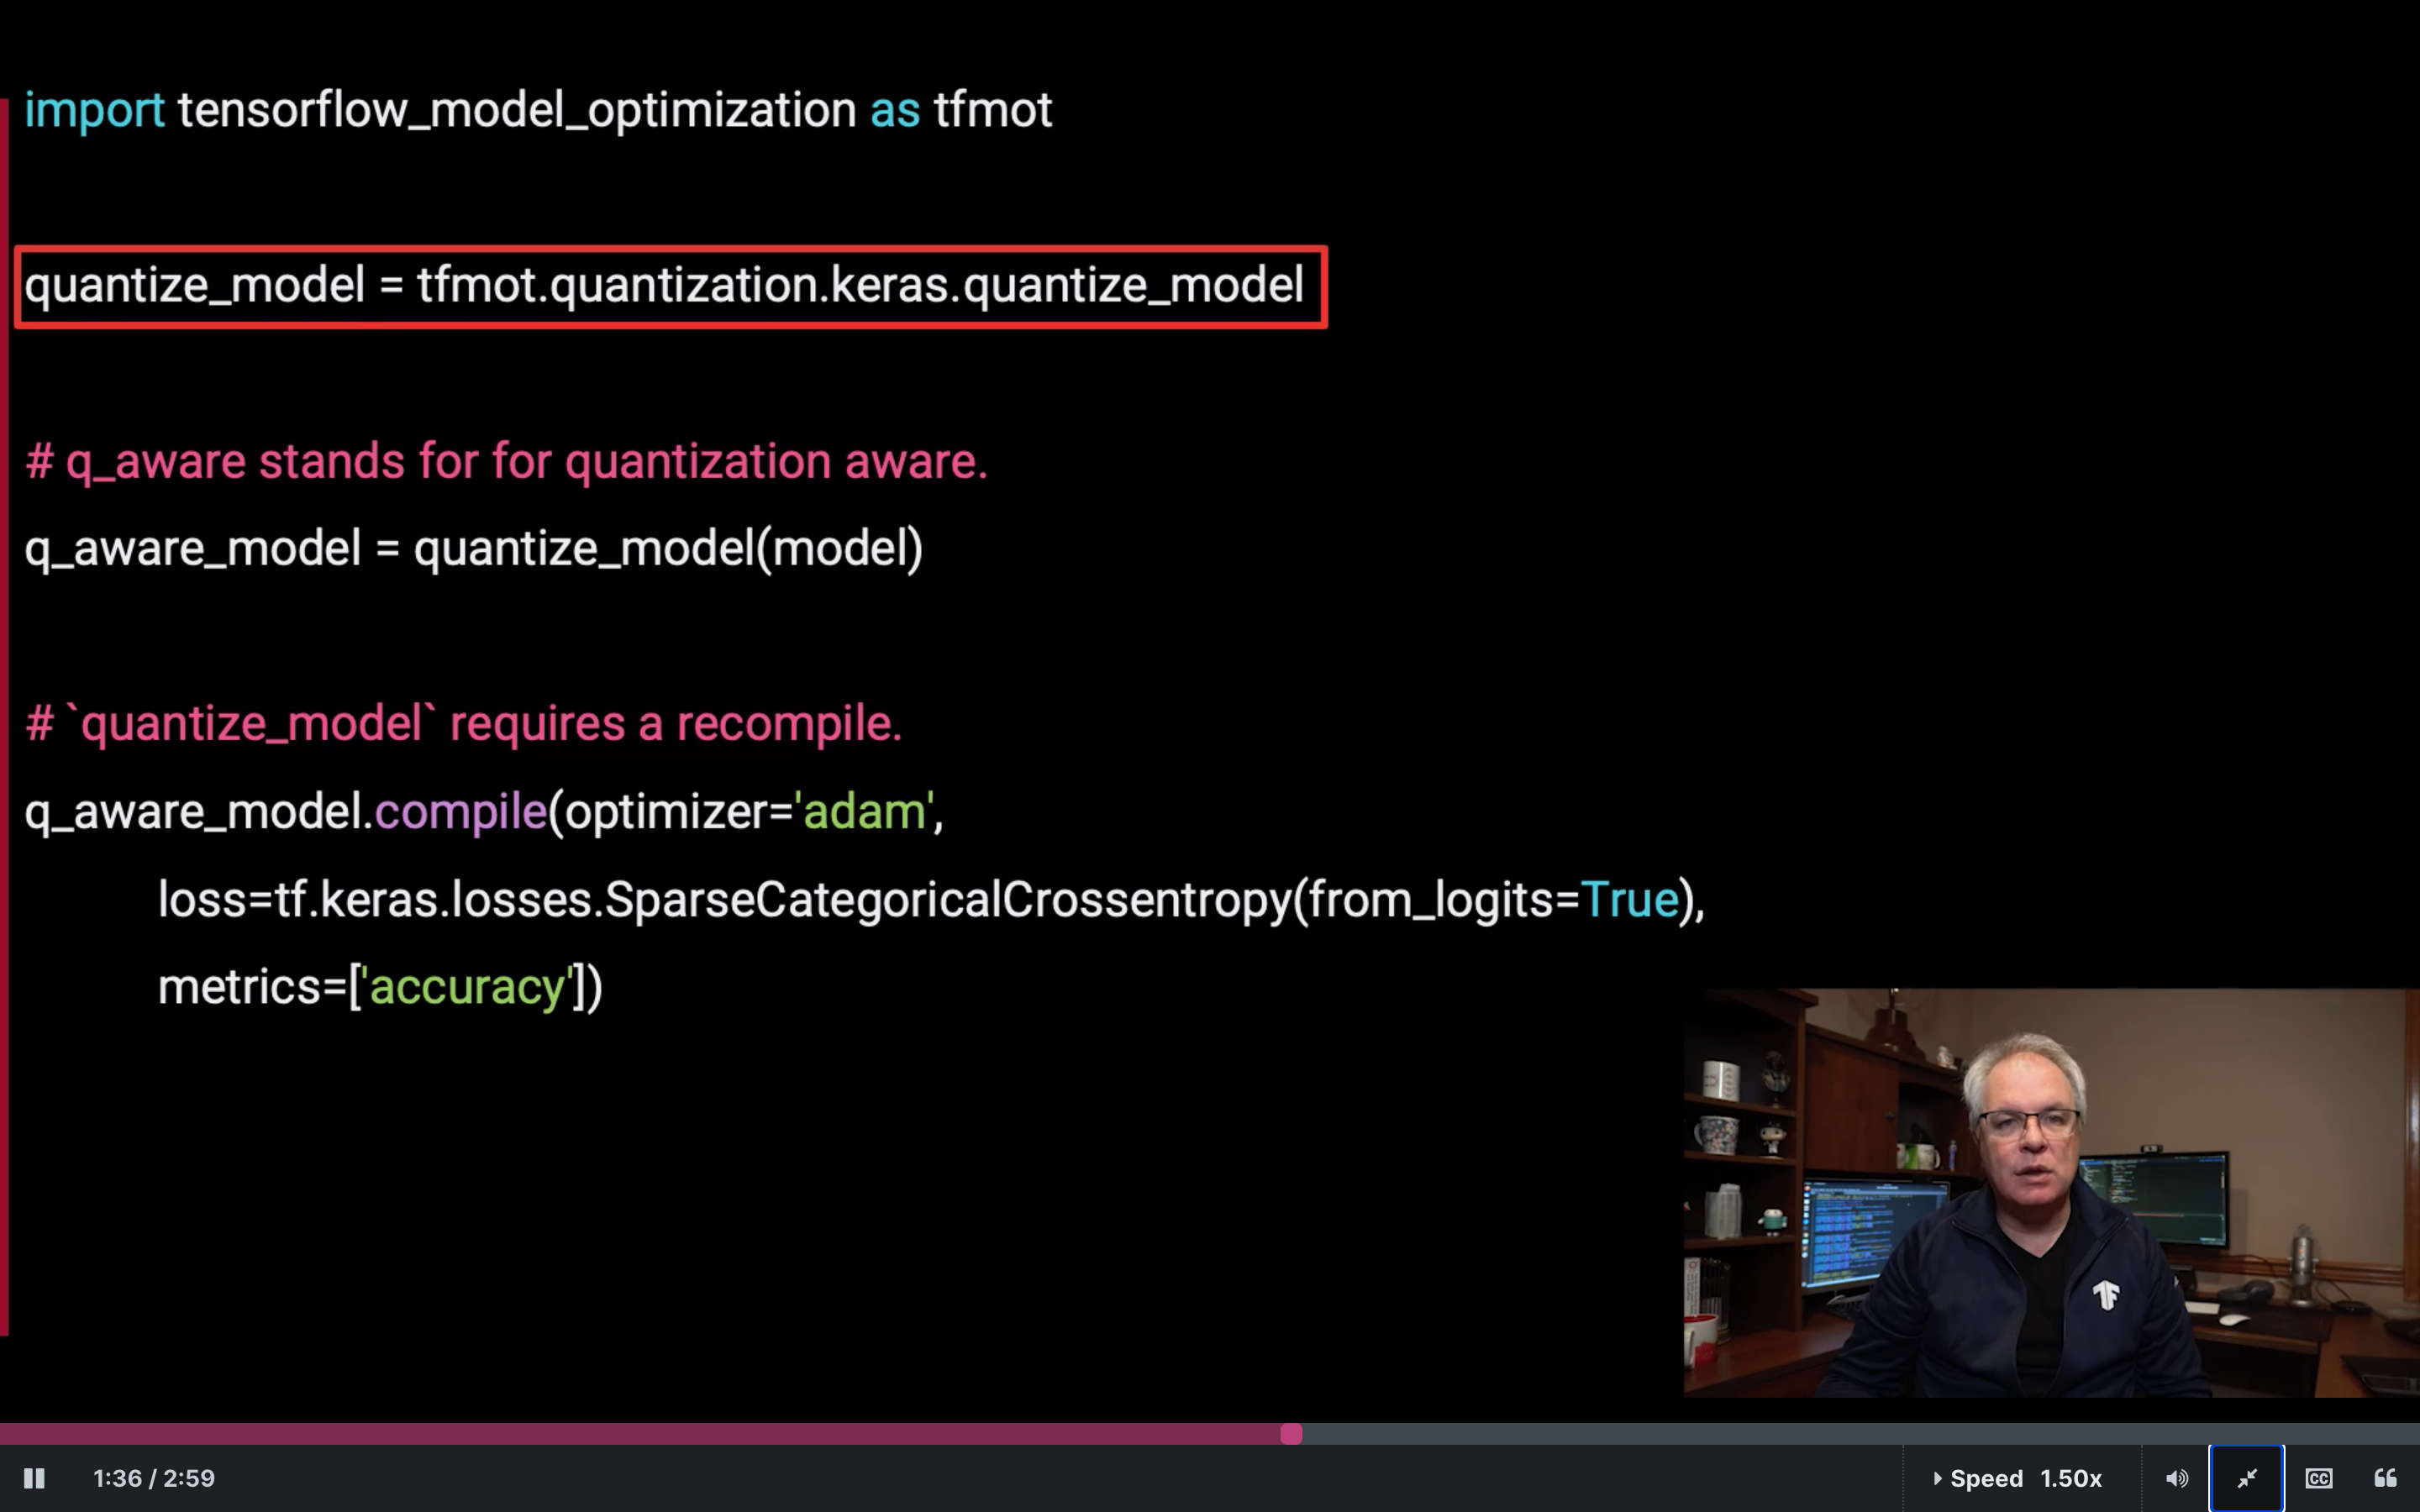 import tensorflow_model_optimization as tfmot
quantize_model = tfmot.quantization.keras.quantize_model
# q_aware stands for for quantization aware.
q_aware_model = quantize_model(model)
# `quantize_model` requires a recompile.
q_aware_model.compile(optimizer='adam',
loss=tf.keras.losses.SparseCategoricalCrossentropy(from_logits=True),
metrics=['accuracy'])
1:36 / 2:59
Speed 1.50x
CC